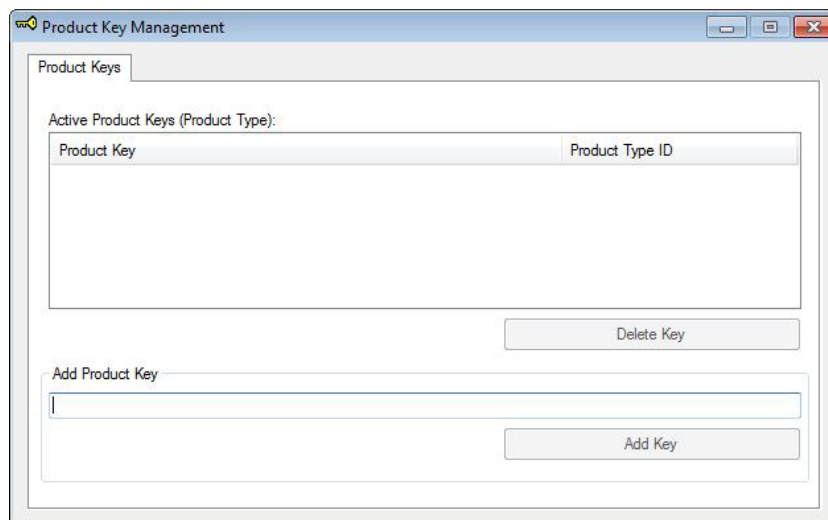 Product Key Management
Product Keys
Active Product Keys (Product Type):
Product Key Product Type ID
Delete Key
Add Product Key
Add Key